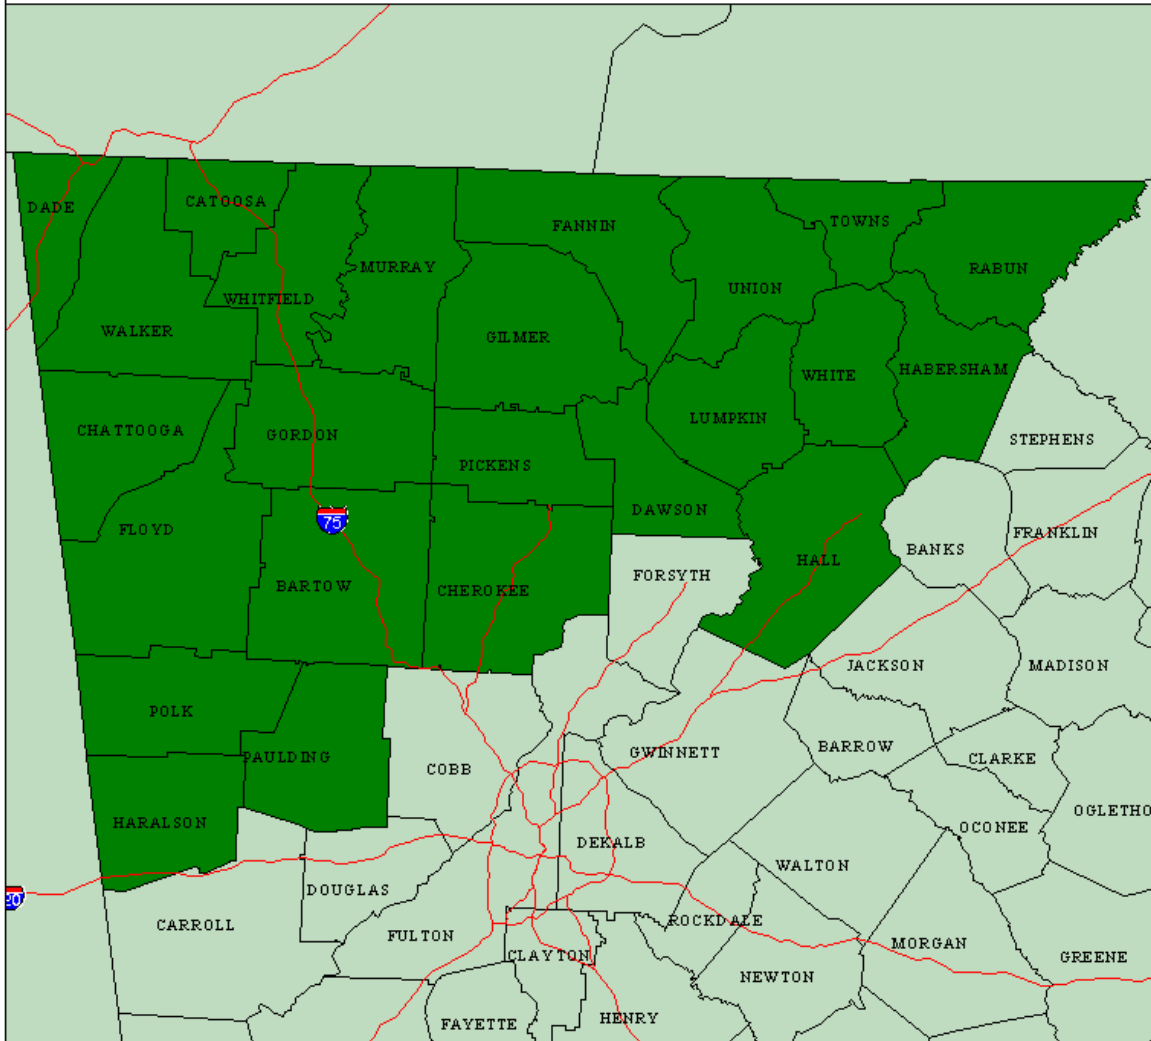 DADE
CATOOSA
TOWNS
FANNIN
MURRAY
RABUN
UNION
WHITFIELD
WALKER
GILMER
HABERSHAM
WHITE
LUMPKIN
CHATTOOGA
GORDON
STEPHENS
PICKENS
DAWSON
75
FLOYD
FRANKLIN
BANKS
HALL
FORSYTH
BARTOW
CHEROKEE
JACKSON
MADISON
POLK
BARROW
GWINNETT
PAULDING
CLARKE
COBB
OGLETHO
HARALSON
OCONEE
DEKALB
WALTON
DOUGLAS
20
CARROLL
ROCKDALE
FULTON
MORGAN
CLAYTON
GREENE
NEWTON
HENRY
FAYETTE